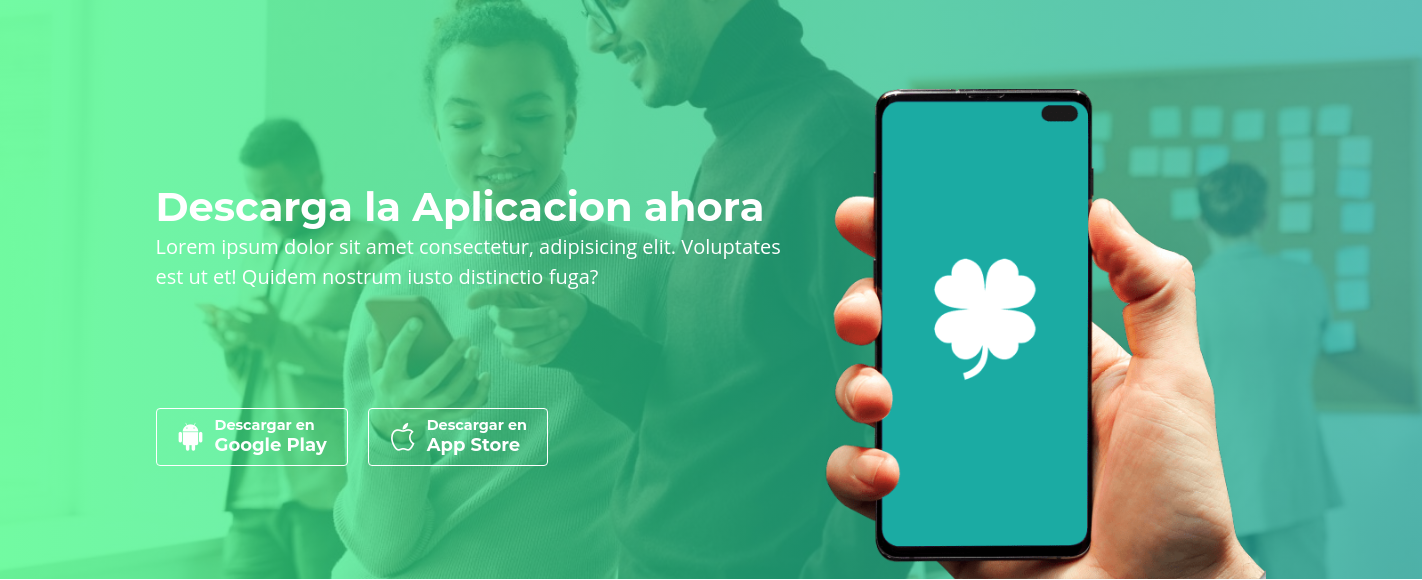 Descarga la Aplicacion ahora
Lorem ipsum dolor sit amet consectetur, adipisicing elit. Voluptates
est ut et! Quidem nostrum iusto distinctio fuga?
Descargar en
Google Play
Descargar en
App Store